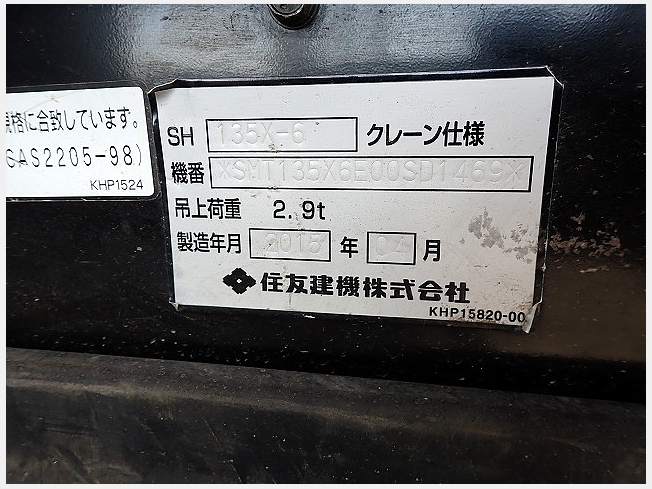 規格に合致しています。
CAS2205-98)
KHP1524
SH 135X-6 クレーン仕様
機番 *SMT135X6E00SD1469*
吊上荷重 2.9t
製造年月 2015 年 04 月
住友建機株式会社
KHP15820-00